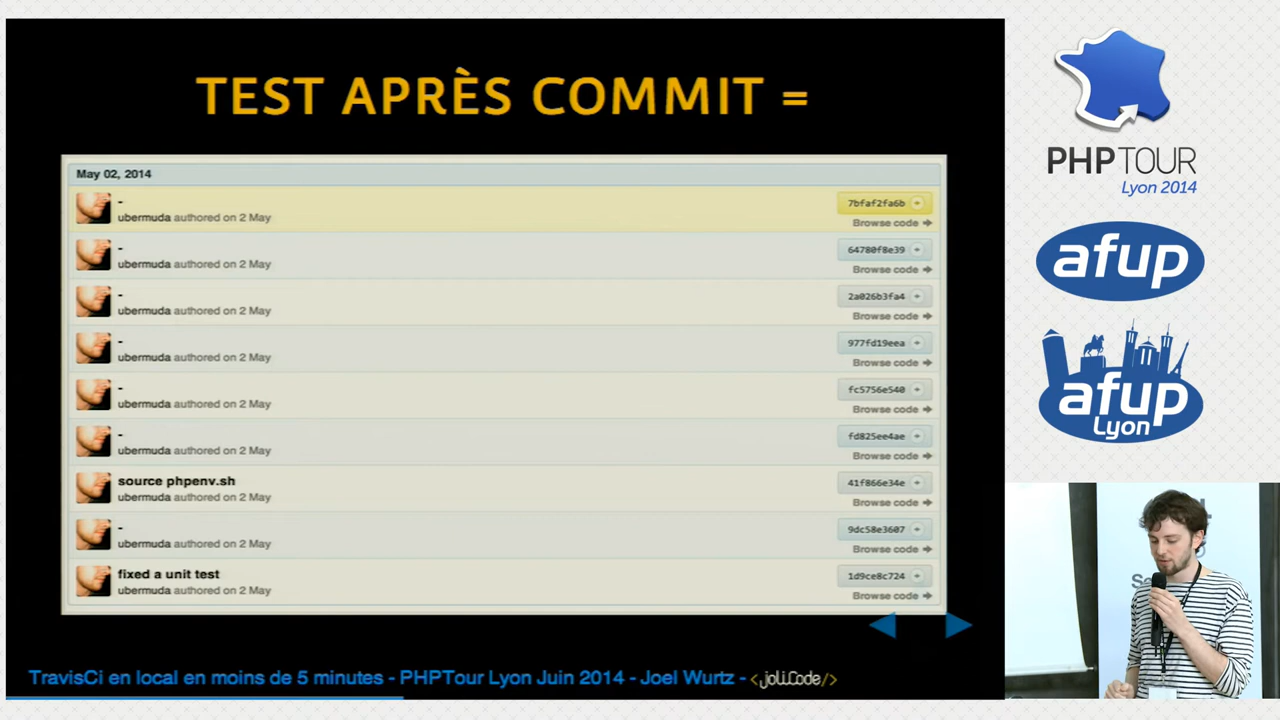 TEST APRÈS COMMIT =
May 02, 2014
-
ubermuda authored on 2 May
7bfaf2fa6b
Browse code
-
ubermuda authored on 2 May
64780f8e39
Browse code
-
ubermuda authored on 2 May
2a026b3fa4
Browse code
-
ubermuda authored on 2 May
977fd19eea
Browse code
-
ubermuda authored on 2 May
fc5756e540
Browse code
-
ubermuda authored on 2 May
fd825ee4ae
Browse code
source phpenv.sh
ubermuda authored on 2 May
41f866e34e
Browse code
-
ubermuda authored on 2 May
9dc58e3607
Browse code
fixed a unit test
ubermuda authored on 2 May
1d9ce8c724
Browse code
TravisCi en local en moins de 5 minutes - PHPTour Lyon Juin 2014 - Joel Wurtz - <joliCode/>
PHPTOUR
Lyon 2014
afup
afup
Lyon